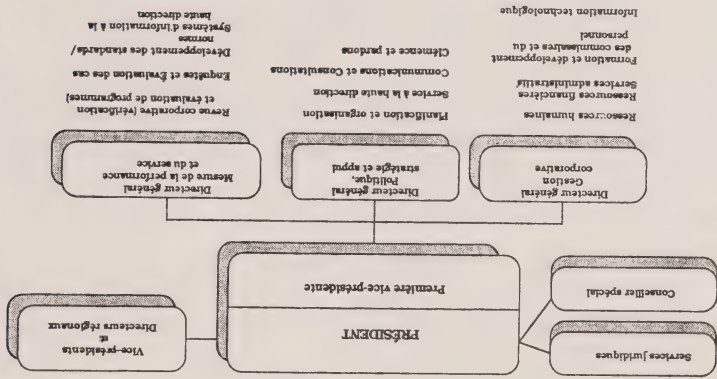 Services juridiques
Conseiller spécial
PRÉSIDENT
Première vice-présidente
Vice-présidents
et
Directeurs régionaux
Directeur général
Gestion
corporative
Ressources humaines
Ressources financières
Services administratifs
Formation et développement
des commissaires et du
personnel
Information technologique
Directeur général
Politique,
stratégie et appui
Planification et organisation
Service à la haute direction
Communications et Consultations
Clémence et pardons
Directeur général
Mesure de la performance
et du service
Revue corporative (vérification
et évaluation de programmes)
Enquêtes et Évaluation des cas
Développement des standards/
normes
Systèmes d'information à la
haute direction